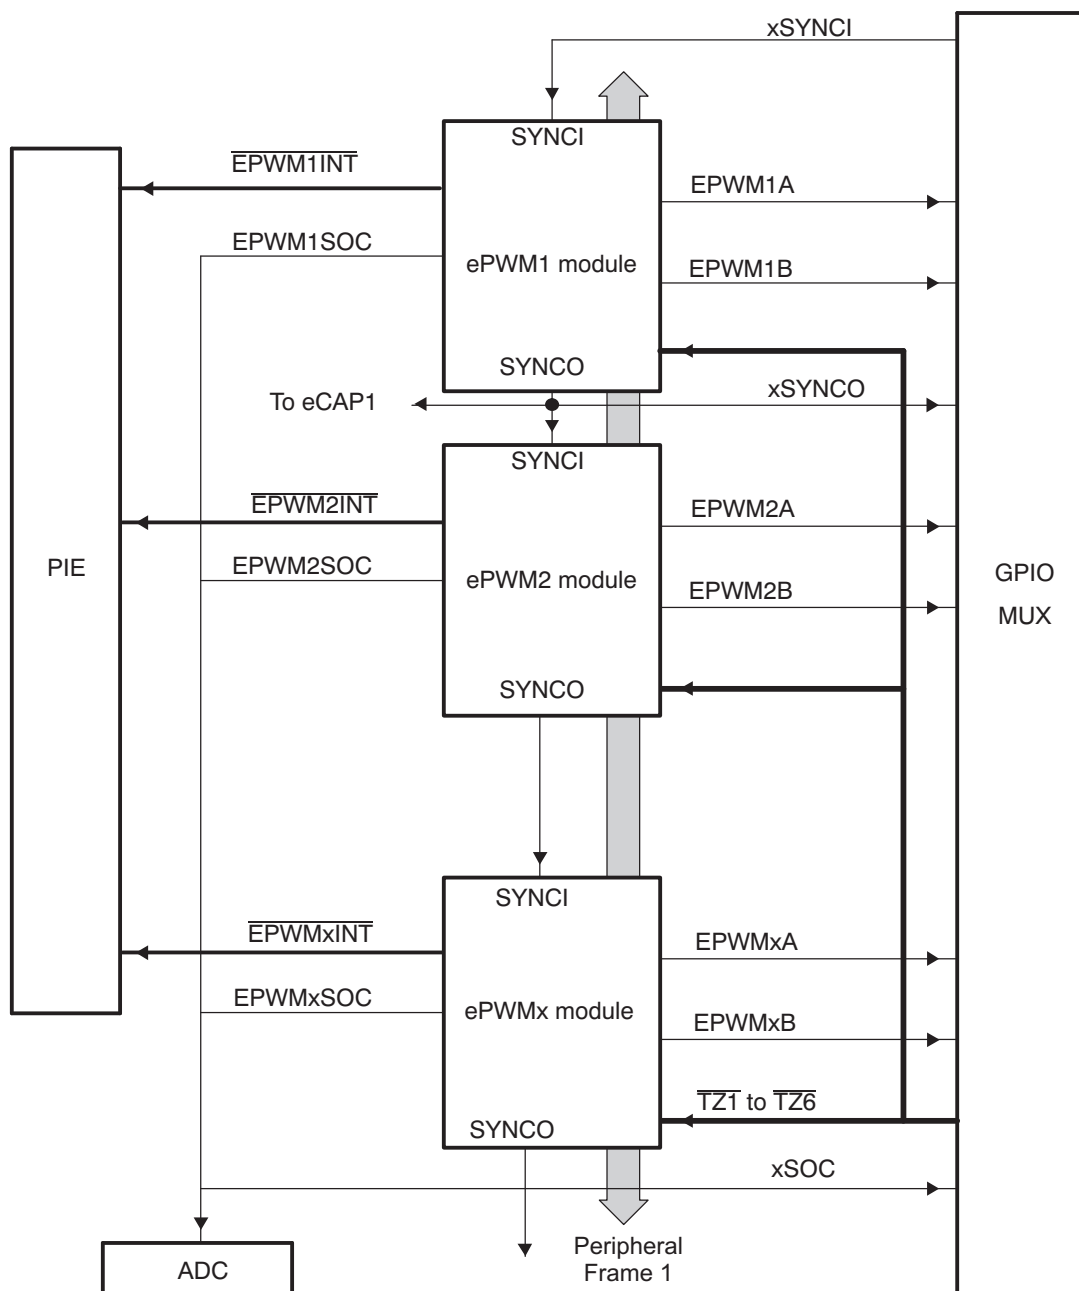 xSYNCI
SYNCI
EPWM1INT
EPWM1A
EPWM1SOC
ePWM1 module
EPWM1B
SYNCO
To eCAP1
xSYNCO
SYNCI
EPWM2INT
EPWM2A
PIE
EPWM2SOC
ePWM2 module
EPWM2B
GPIO
MUX
SYNCO
SYNCI
EPWMxINT
EPWMxA
EPWMxSOC
ePWMx module
EPWMxB
TZ1 to TZ6
SYNCO
xSOC
ADC
Peripheral
Frame 1